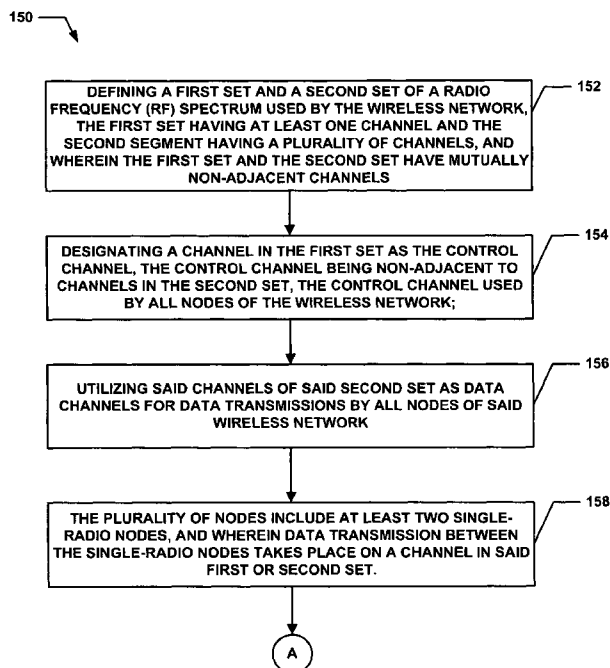 150
DEFINING A FIRST SET AND A SECOND SET OF A RADIO
FREQUENCY (RF) SPECTRUM USED BY THE WIRELESS NETWORK,
THE FIRST SET HAVING AT LEAST ONE CHANNEL AND THE
SECOND SEGMENT HAVING A PLURALITY OF CHANNELS, AND
WHEREIN THE FIRST SET AND THE SECOND SET HAVE MUTUALLY
NON-ADJACENT CHANNELS
152
DESIGNATING A CHANNEL IN THE FIRST SET AS THE CONTROL
CHANNEL, THE CONTROL CHANNEL BEING NON-ADJACENT TO
CHANNELS IN THE SECOND SET, THE CONTROL CHANNEL USED
BY ALL NODES OF THE WIRELESS NETWORK;
154
UTILIZING SAID CHANNELS OF SAID SECOND SET AS DATA
CHANNELS FOR DATA TRANSMISSIONS BY ALL NODES OF SAID
WIRELESS NETWORK
156
THE PLURALITY OF NODES INCLUDE AT LEAST TWO SINGLE-
RADIO NODES, AND WHEREIN DATA TRANSMISSION BETWEEN
THE SINGLE-RADIO NODES TAKES PLACE ON A CHANNEL IN SAID
FIRST OR SECOND SET.
158
A